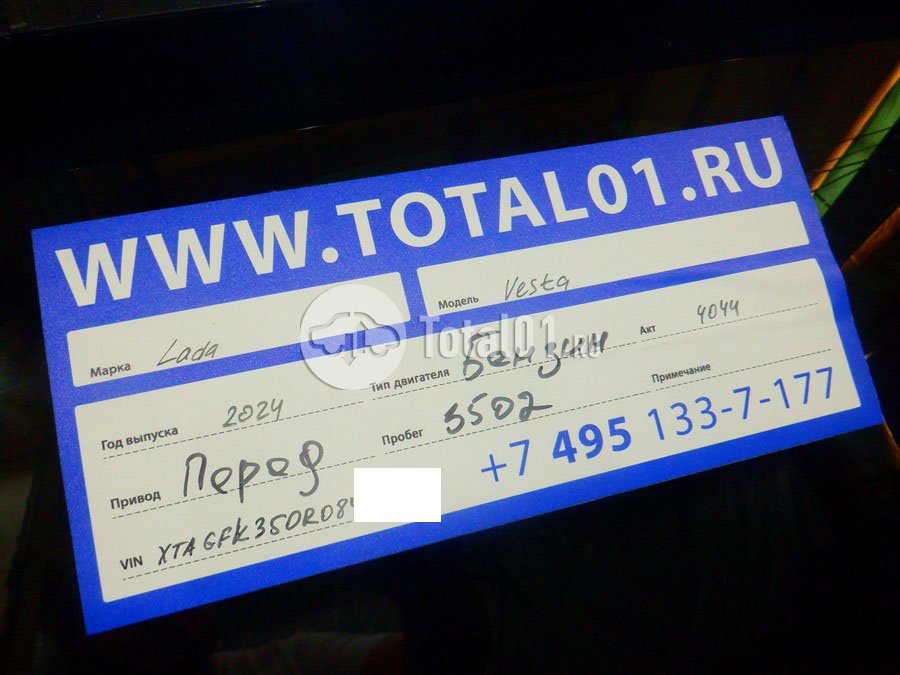 WWW.TOTAL01.RU
Марка Lada Модель Vesta
Год выпуска 2024 Тип двигателя Бензин Акт 4044
Привод Перед Пробег 3502 Примечание
VIN XTAGFK350R084 +7 495 133-7-177
Total01.RU